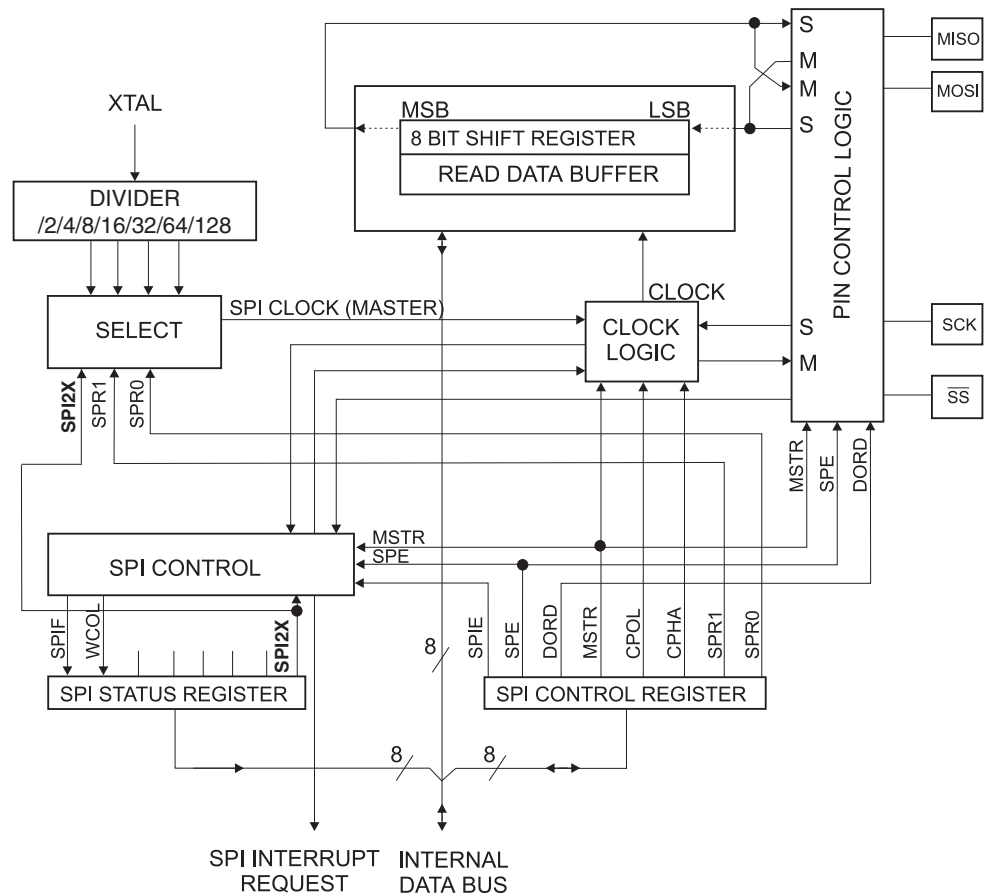 S
MISO
M
M
MOSI
S
XTAL
MSB
LSB
8 BIT SHIFT REGISTER
READ DATA BUFFER
PIN CONTROL LOGIC
DIVIDER
/2/4/8/16/32/64/128
SPI CLOCK (MASTER)
CLOCK
SELECT
CLOCK
LOGIC
S
SCK
M
SPI2X
SPR1
SPR0
SS
MSTR
SPE
DORD
SPI CONTROL
MSTR
SPE
SPIF
WCOL
SPI2X
SPIE
SPE
DORD
MSTR
CPOL
CPHA
SPR1
SPR0
8
SPI STATUS REGISTER
SPI CONTROL REGISTER
8
8
SPI INTERRUPT
REQUEST
INTERNAL
DATA BUS